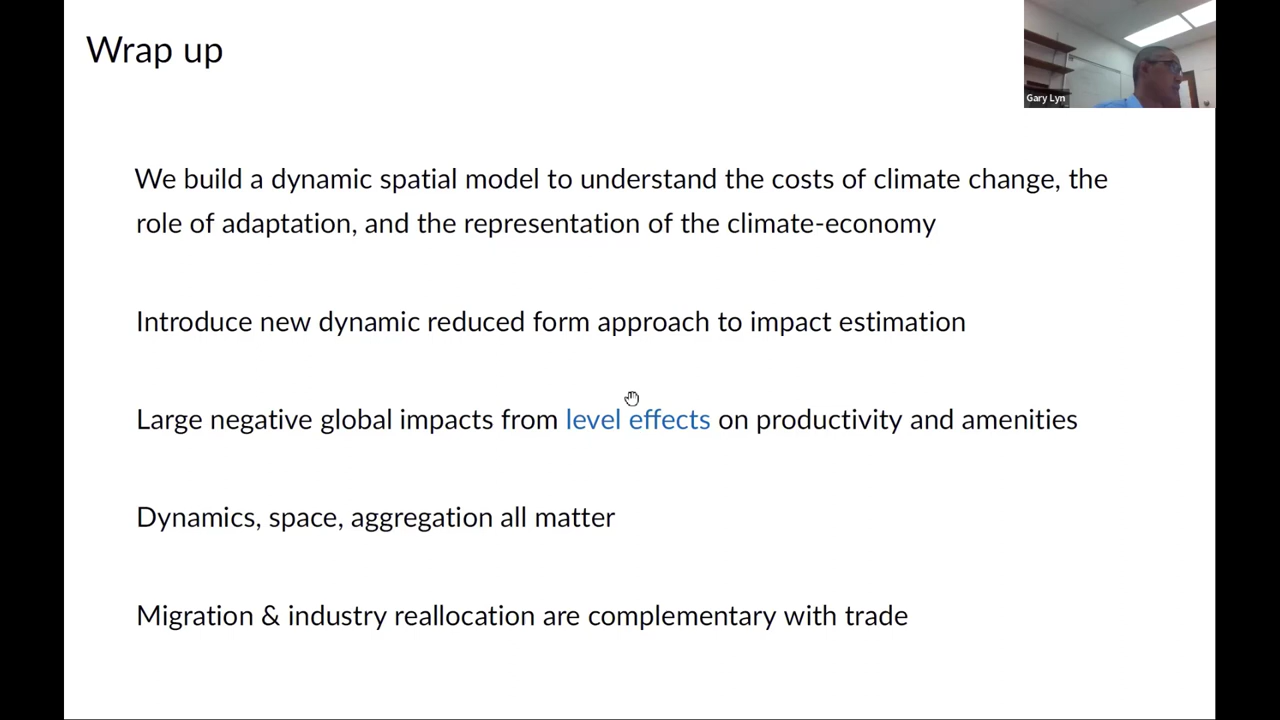 Wrap up
Gary Lyn
We build a dynamic spatial model to understand the costs of climate change, the
role of adaptation, and the representation of the climate-economy
Introduce new dynamic reduced form approach to impact estimation
Large negative global impacts from level effects on productivity and amenities
Dynamics, space, aggregation all matter
Migration & industry reallocation are complementary with trade